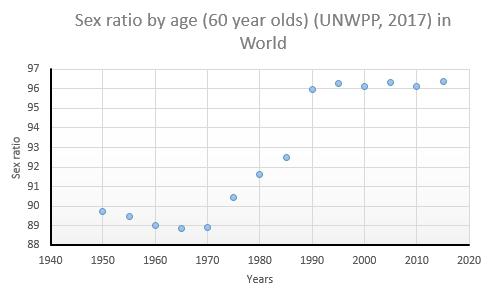 Sex ratio by age (60 year olds) (UNWPP, 2017) in
World
97
96
95
94
93
92
91
90
89
88
Sex ratio
1940 1950 1960 1970 1980 1990 2000 2010 2020
Years